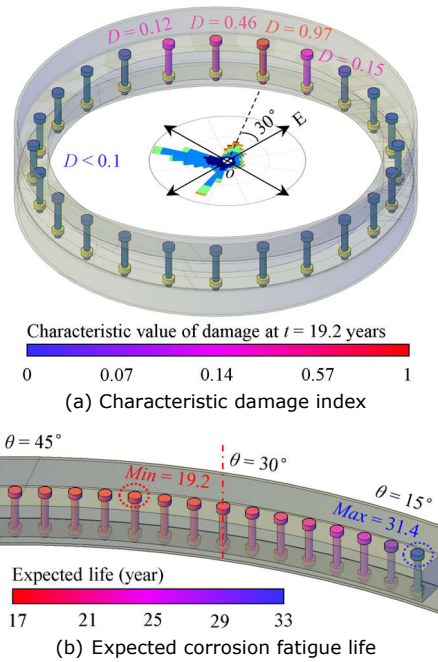 D = 0.12
D = 0.46
D = 0.97
D = 0.15
30°
E
D < 0.1
o
Characteristic value of damage at t = 19.2 years
0 0.07 0.14 0.57 1
(a) Characteristic damage index
θ = 45°
Min = 19.2
θ = 30°
θ = 15°
Max = 31.4
Expected life (year)
17 21 25 29 33
(b) Expected corrosion fatigue life